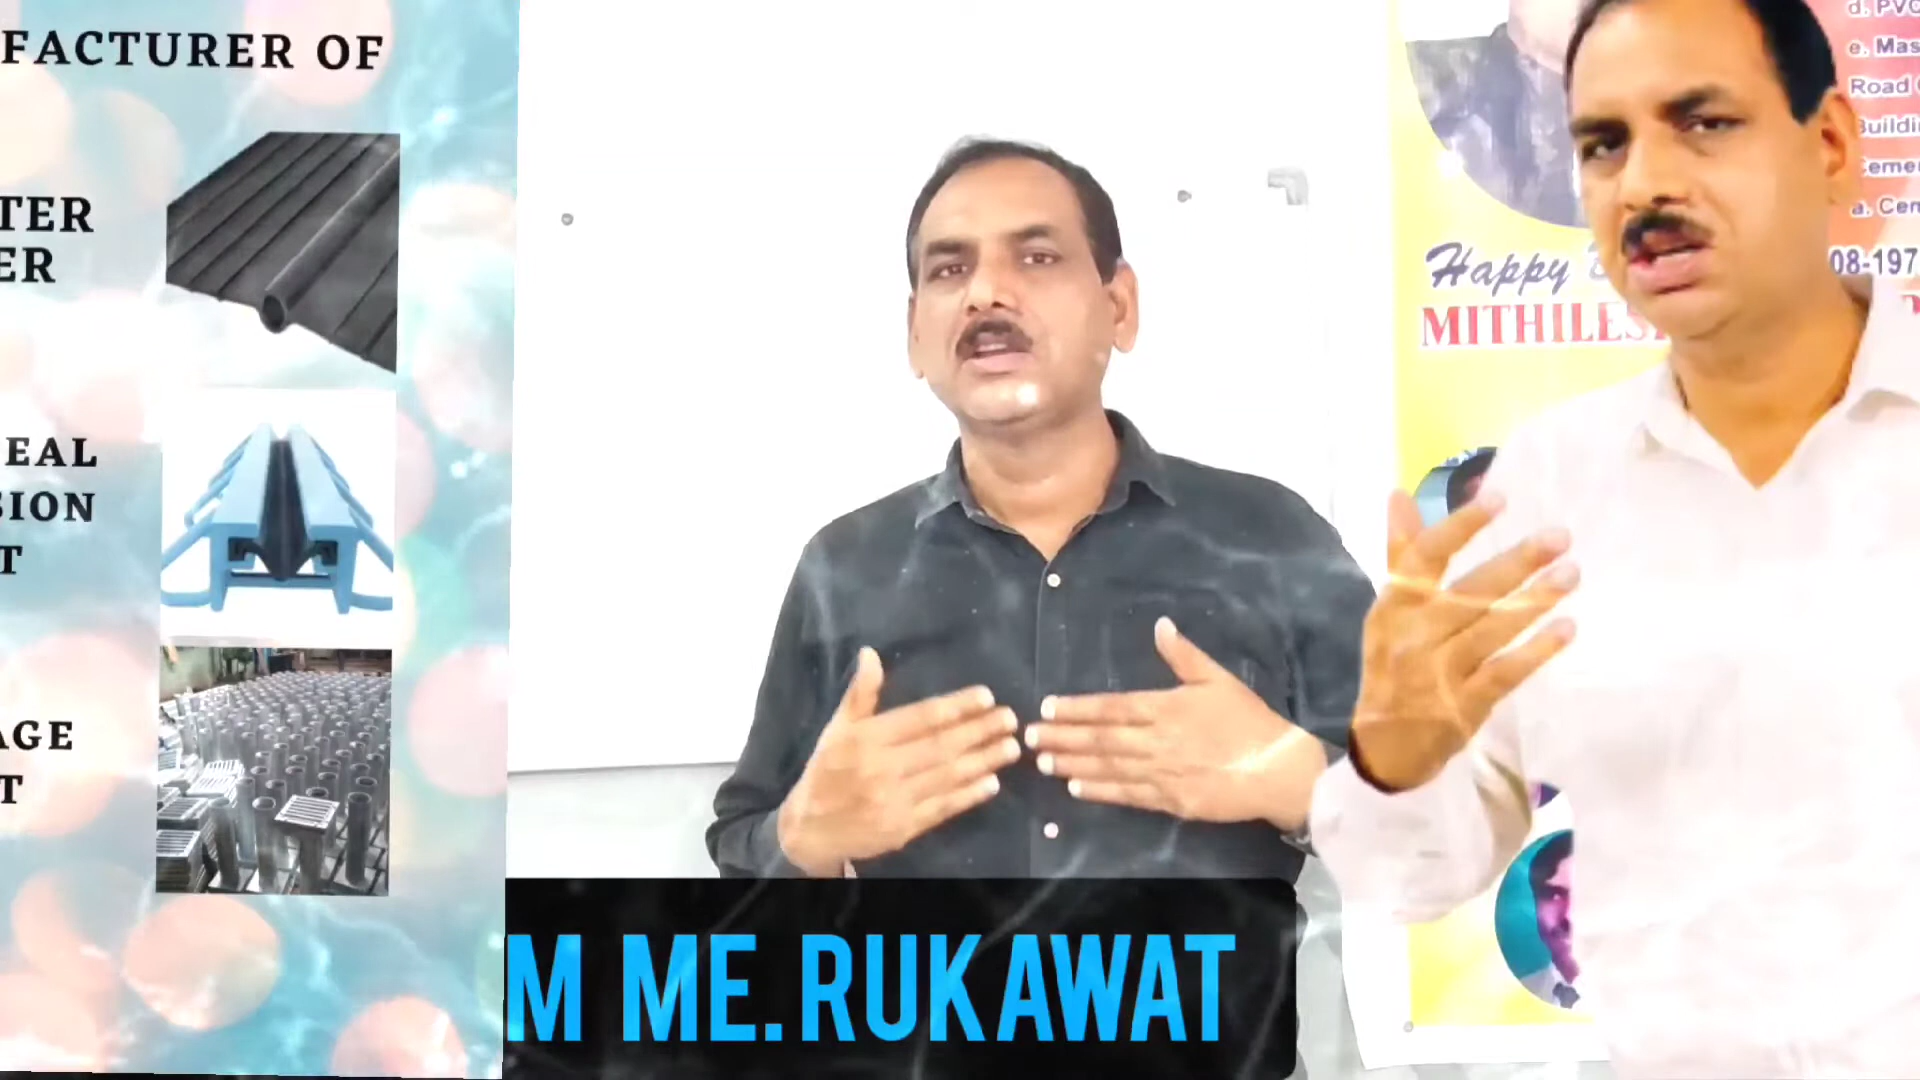 FACTURER OF
TER
ER
EAL
SION
T
AGE
T
M ME.RUKAWAT
Happy
MITHILES
d. PVC
e. Mas
Road
Buildi
Ceme
a. Cem
08-197